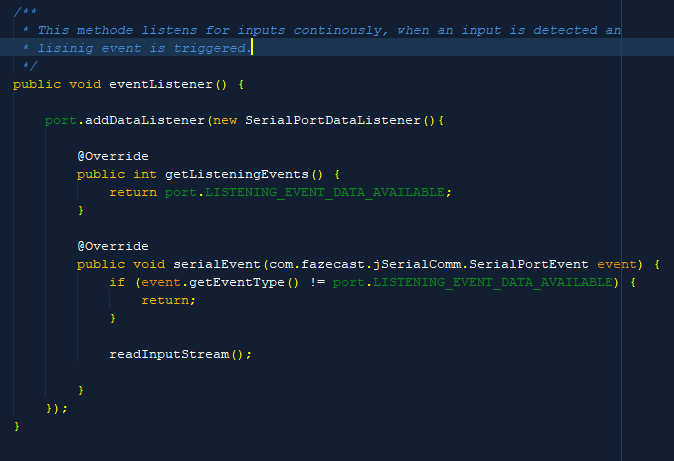 /**
* This methode listens for inputs continously, when an input is detected an
* lisinig event is triggered.
*/
public void eventListener() {
port.addDataListener(new SerialPortDataListener(){
@Override
public int getListeningEvents() {
return port.LISTENING_EVENT_DATA_AVAILABLE;
}
@Override
public void serialEvent(com.fazecast.jSerialComm.SerialPortEvent event) {
if (event.getEventType() != port.LISTENING_EVENT_DATA_AVAILABLE) {
return;
}
readInputStream();
}
});
}